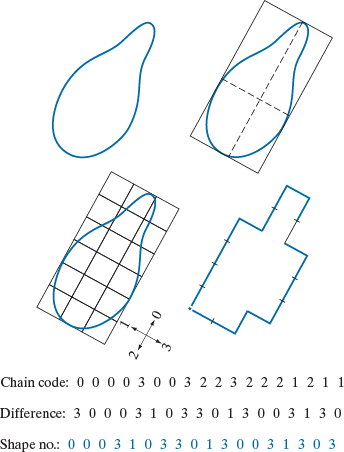 0
1
2
3
Chain code: 0 0 0 0 3 0 0 3 2 2 3 2 2 2 1 2 1 1
Difference: 3 0 0 0 3 1 0 3 3 0 1 3 0 0 3 1 3 0
Shape no.: 0 0 0 3 1 0 3 3 0 1 3 0 0 3 1 3 0 3